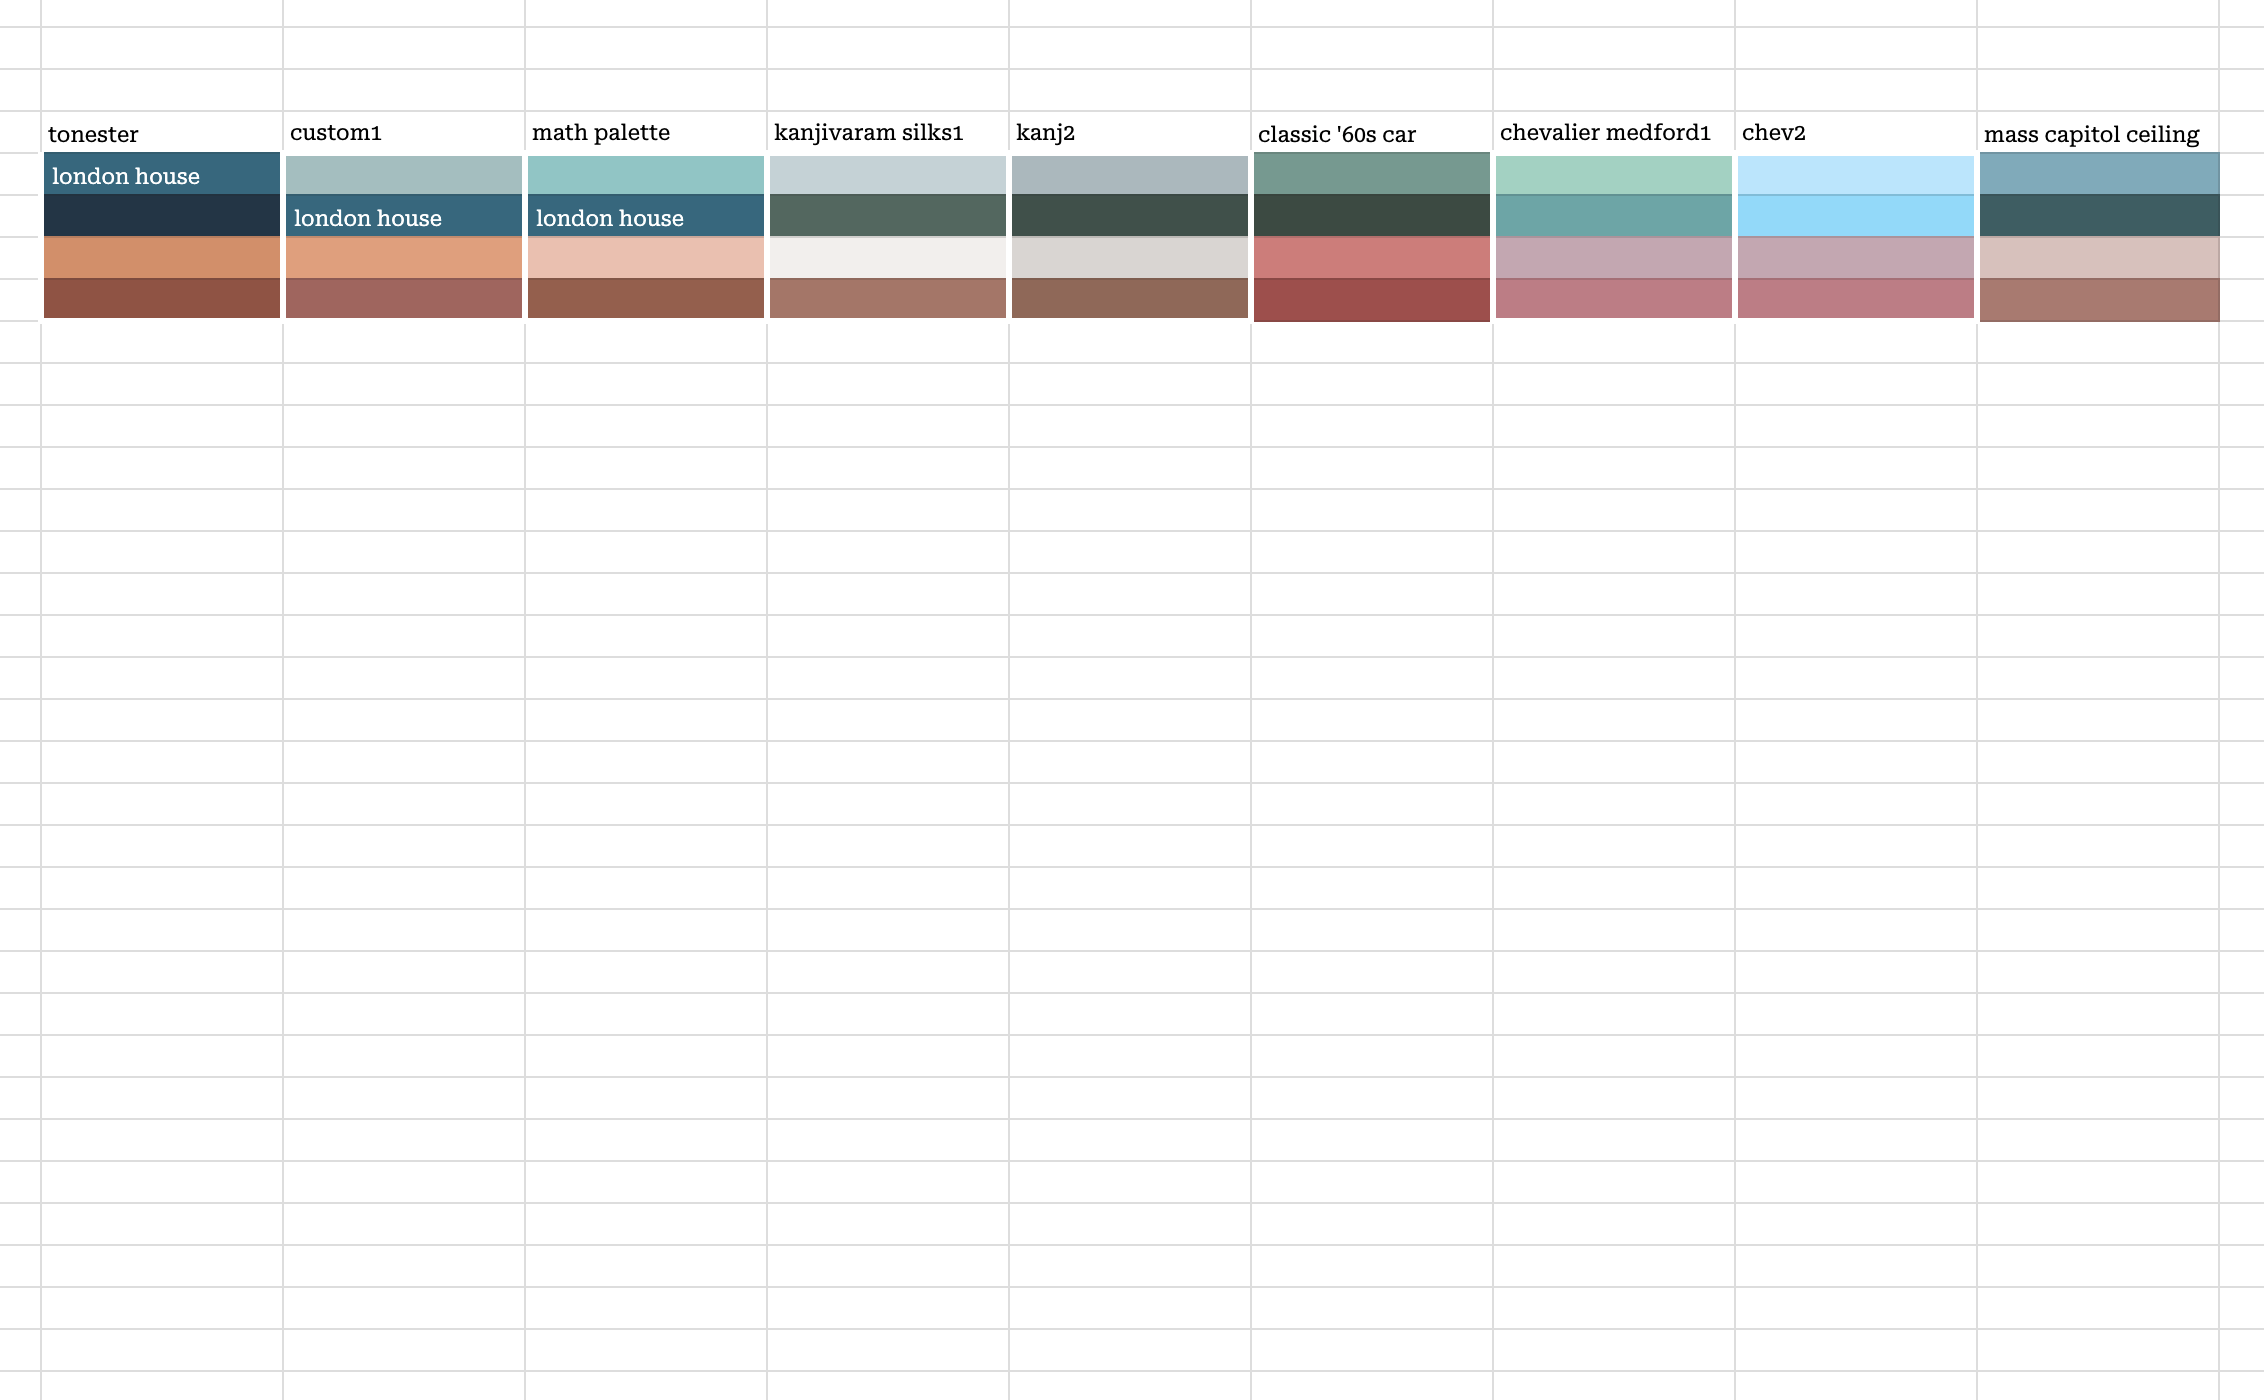 tonester
custom1
math palette
kanjivaram silks1
kanj2
classic '60s car
chevalier medford1
chev2
mass capitol ceiling
london house
london house
london house